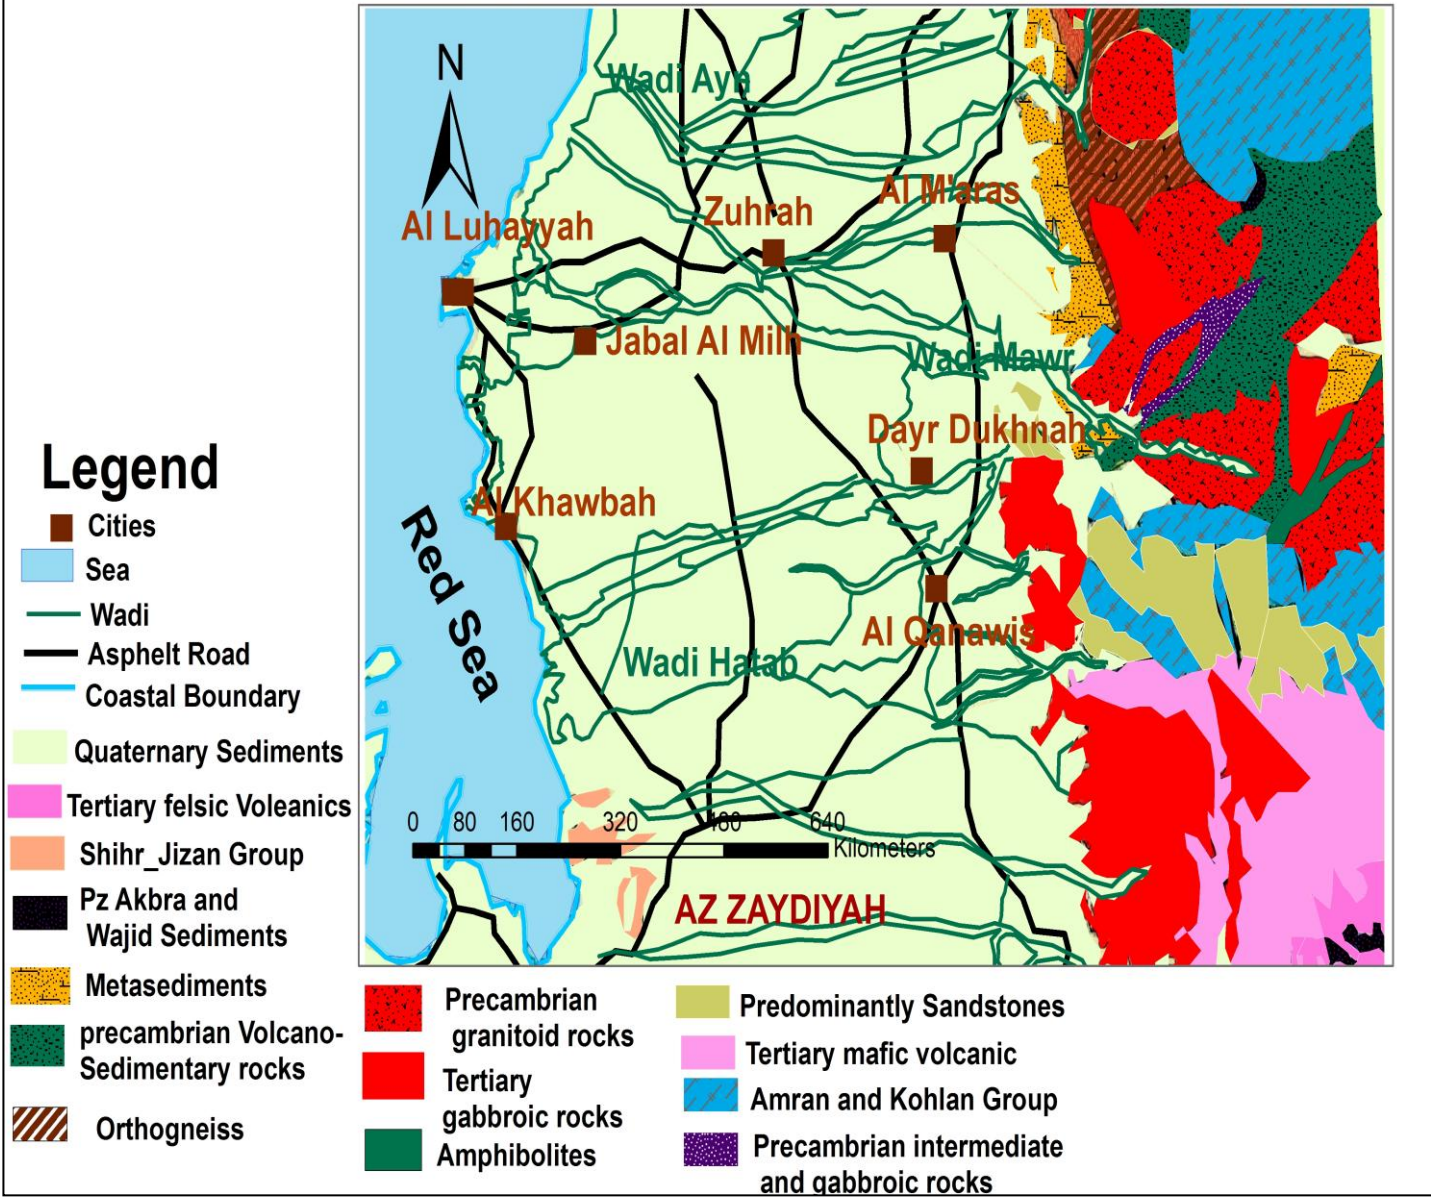 N
Wadi Ayn
Al M'aras
Zuhrah
Al Luhayyah
Jabal Al Milh
Wadi Mawr
Dayr Dukhnah
Al Khawbah
Red Sea
Al Qanawis
Wadi Hatab
0 80 160 320 480 640
Kilometers
AZ ZAYDIYAH
Legend
Cities
Sea
Wadi
Asphelt Road
Coastal Boundary
Quaternary Sediments
Tertiary felsic Voleanics
Shihr_Jizan Group
Pz Akbra and
Wajid Sediments
Metasediments
precambrian Volcano-
Sedimentary rocks
Orthogneiss
Precambrian
granitoid rocks
Tertiary
gabbroic rocks
Amphibolites
Predominantly Sandstones
Tertiary mafic volcanic
Amran and Kohlan Group
Precambrian intermediate
and gabbroic rocks